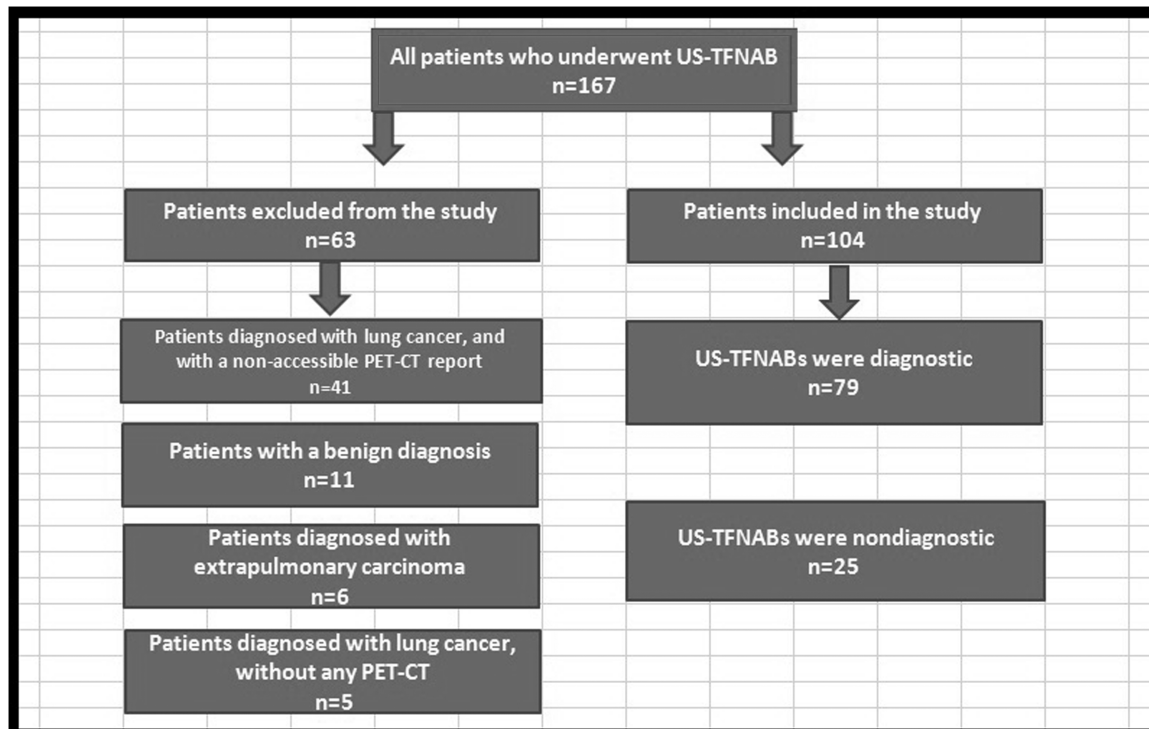 All patients who underwent US-TFNAB
n=167
Patients excluded from the study
n=63
Patients included in the study
n=104
Patients diagnosed with lung cancer, and
with a non-accessible PET-CT report
n=41
US-TFNABs were diagnostic
n=79
Patients with a benign diagnosis
n=11
US-TFNABs were nondiagnostic
n=25
Patients diagnosed with
extrapulmonary carcinoma
n=6
Patients diagnosed with lung cancer,
without any PET-CT
n=5